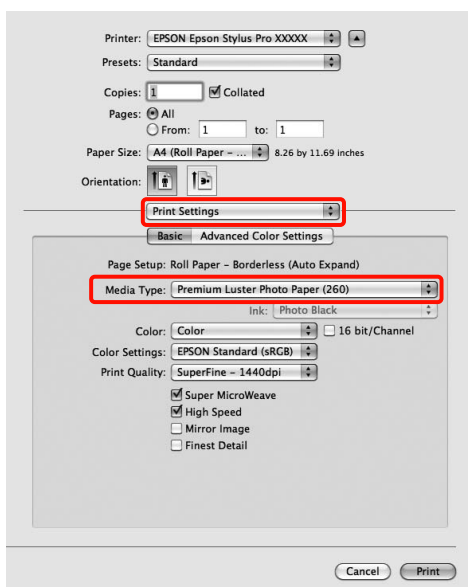 Printer: EPSON Epson Stylus Pro XXXXX
Presets: Standard
Copies: 1 Collated
Pages: All
From: 1 to: 1
Paper Size: A4 (Roll Paper - ... 8.26 by 11.69 inches
Orientation:
Print Settings
Basic Advanced Color Settings
Page Setup: Roll Paper - Borderless (Auto Expand)
Media Type: Premium Luster Photo Paper (260)
Ink: Photo Black
Color: Color 16 bit/Channel
Color Settings: EPSON Standard (sRGB)
Print Quality: SuperFine - 1440dpi
Super MicroWeave
High Speed
Mirror Image
Finest Detail
Cancel Print